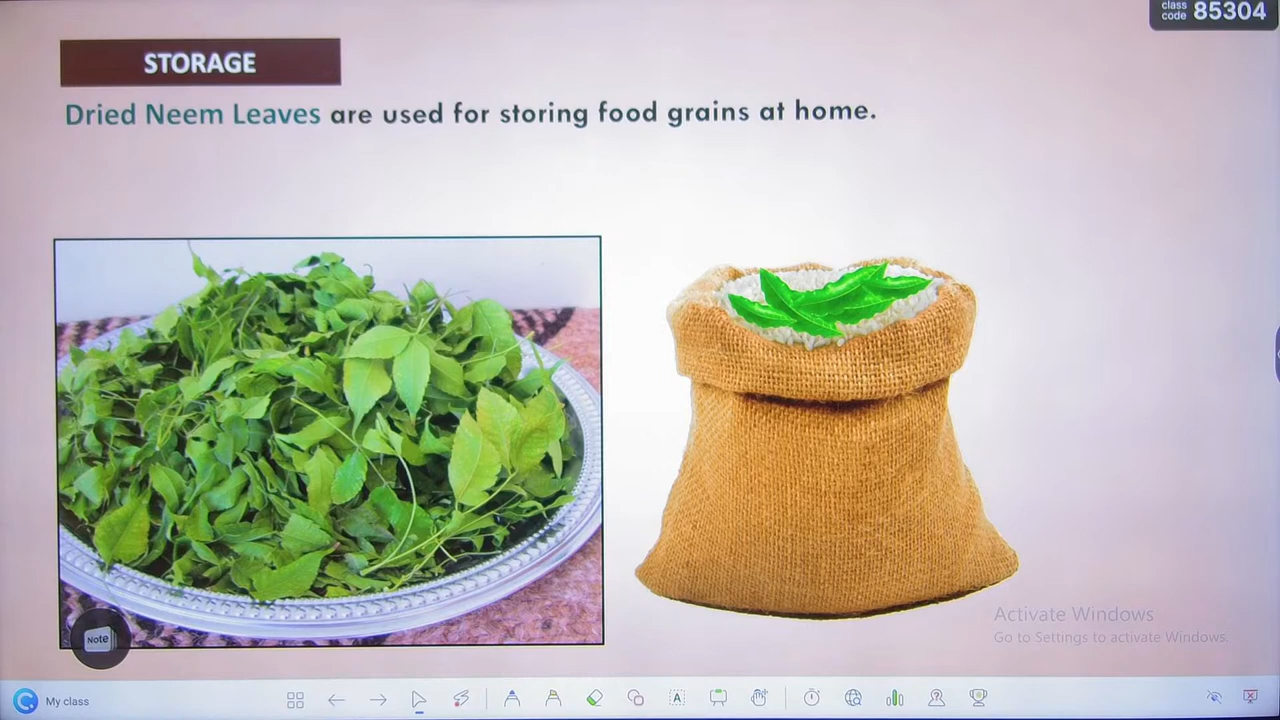 class
code 85304
STORAGE
Dried Neem Leaves are used for storing food grains at home.
Note
Activate Windows
Go to Settings to activate Windows.
My class
A